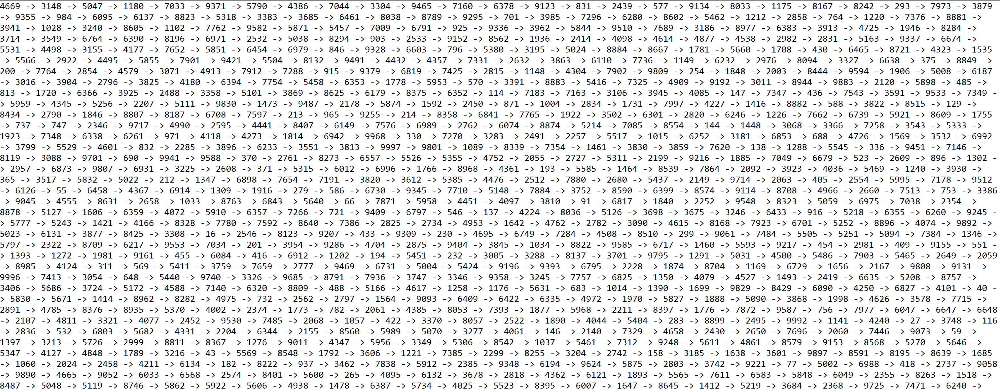 4669 -> 3148 -> 5047 -> 1180 -> 7033 -> 9371 -> 5790 -> 4386 -> 7044 -> 3304 -> 9465 -> 7160 -> 6378 -> 9123 -> 831 -> 2439 -> 577 -> 9134 -> 8033 -> 1175 -> 8167 -> 8242 -> 293 -> 7973 -> 3879
-> 9355 -> 984 -> 6095 -> 6137 -> 8823 -> 5318 -> 3383 -> 3685 -> 6461 -> 8038 -> 8789 -> 9295 -> 701 -> 3985 -> 7296 -> 6280 -> 8602 -> 5462 -> 1212 -> 2858 -> 764 -> 1220 -> 7376 -> 8881 ->
3941 -> 1028 -> 3240 -> 8605 -> 1102 -> 7762 -> 9582 -> 5871 -> 5457 -> 7009 -> 6791 -> 925 -> 9336 -> 3962 -> 5844 -> 9510 -> 7689 -> 3186 -> 8977 -> 6383 -> 3913 -> 4725 -> 1946 -> 8284 ->
3714 -> 3549 -> 6764 -> 6390 -> 8196 -> 6971 -> 2532 -> 5038 -> 8294 -> 903 -> 2533 -> 9152 -> 8562 -> 1936 -> 2414 -> 4098 -> 4614 -> 4877 -> 4538 -> 2982 -> 2831 -> 5163 -> 9337 -> 6674 ->
5531 -> 4498 -> 3155 -> 4177 -> 7652 -> 5851 -> 6454 -> 6979 -> 846 -> 9328 -> 6603 -> 796 -> 5380 -> 3195 -> 5024 -> 8884 -> 8667 -> 1781 -> 5660 -> 1708 -> 430 -> 6465 -> 8721 -> 4323 -> 1535
-> 5566 -> 2922 -> 4495 -> 5855 -> 7901 -> 9421 -> 5504 -> 8132 -> 9491 -> 4432 -> 4357 -> 7331 -> 2632 -> 3863 -> 6110 -> 7736 -> 1149 -> 6232 -> 2976 -> 8094 -> 3327 -> 6638 -> 375 -> 8849 ->
200 -> 7764 -> 2854 -> 4579 -> 3071 -> 4913 -> 7912 -> 7288 -> 915 -> 9379 -> 6819 -> 7425 -> 2815 -> 1148 -> 4304 -> 7902 -> 9809 -> 254 -> 1848 -> 2003 -> 8444 -> 9594 -> 1906 -> 5008 -> 6187
-> 3016 -> 3904 -> 2796 -> 3825 -> 4180 -> 6394 -> 7754 -> 5458 -> 6353 -> 1778 -> 5953 -> 570 -> 3391 -> 8883 -> 5416 -> 7325 -> 4909 -> 9192 -> 3011 -> 8944 -> 9883 -> 2120 -> 5898 -> 485 ->
813 -> 1720 -> 6366 -> 3925 -> 2488 -> 3358 -> 5101 -> 3869 -> 8625 -> 6179 -> 8375 -> 6352 -> 114 -> 7183 -> 7163 -> 3106 -> 3945 -> 4085 -> 147 -> 7347 -> 436 -> 7543 -> 3591 -> 9533 -> 7349 -
> 5959 -> 4345 -> 5256 -> 2207 -> 5111 -> 9830 -> 1473 -> 9487 -> 2178 -> 5874 -> 1592 -> 2450 -> 871 -> 1004 -> 2834 -> 1731 -> 7997 -> 4227 -> 1416 -> 8882 -> 588 -> 3822 -> 8515 -> 129 ->
8434 -> 2790 -> 1846 -> 8807 -> 8187 -> 6708 -> 7597 -> 213 -> 965 -> 9255 -> 214 -> 8358 -> 6841 -> 7765 -> 1922 -> 3502 -> 6301 -> 2820 -> 6246 -> 1226 -> 7662 -> 6739 -> 5921 -> 8609 -> 1755
-> 737 -> 747 -> 2346 -> 9717 -> 4990 -> 2595 -> 4441 -> 8407 -> 6149 -> 7576 -> 6989 -> 2762 -> 6074 -> 8874 -> 5214 -> 7085 -> 8554 -> 144 -> 1448 -> 3068 -> 3366 -> 7258 -> 3543 -> 5333 ->
1923 -> 7348 -> 6338 -> 6261 -> 971 -> 4118 -> 4273 -> 1814 -> 6942 -> 9968 -> 330 -> 7270 -> 3283 -> 2491 -> 2257 -> 5517 -> 1015 -> 6252 -> 3181 -> 6853 -> 688 -> 4726 -> 1569 -> 3532 -> 6992
-> 3799 -> 5529 -> 4601 -> 832 -> 2285 -> 3896 -> 6233 -> 3551 -> 3813 -> 9997 -> 9801 -> 1089 -> 8339 -> 7354 -> 1461 -> 3830 -> 3859 -> 7620 -> 138 -> 1288 -> 5545 -> 336 -> 9451 -> 7146 ->
8119 -> 3088 -> 9701 -> 690 -> 9941 -> 9588 -> 370 -> 2761 -> 8273 -> 6557 -> 5526 -> 5355 -> 4752 -> 2055 -> 2727 -> 5311 -> 2199 -> 9216 -> 1885 -> 7049 -> 6679 -> 523 -> 2609 -> 896 -> 1302 -
> 2957 -> 6873 -> 9807 -> 6931 -> 3225 -> 2608 -> 371 -> 5315 -> 6012 -> 6996 -> 1766 -> 8968 -> 4361 -> 193 -> 5585 -> 1464 -> 8539 -> 7864 -> 2092 -> 3923 -> 4036 -> 5469 -> 1240 -> 3930 ->
365 -> 3517 -> 5832 -> 5022 -> 212 -> 1347 -> 6898 -> 7654 -> 7191 -> 3820 -> 3612 -> 5385 -> 4476 -> 2512 -> 7880 -> 2680 -> 5437 -> 2149 -> 9714 -> 2063 -> 405 -> 2554 -> 5995 -> 7178 -> 9512
-> 6126 -> 55 -> 6458 -> 4367 -> 6914 -> 1309 -> 1916 -> 279 -> 586 -> 6730 -> 9345 -> 7710 -> 5148 -> 7884 -> 3752 -> 8590 -> 6399 -> 8574 -> 9114 -> 8708 -> 4966 -> 2660 -> 7513 -> 753 -> 3386
-> 9045 -> 4555 -> 8631 -> 2658 -> 1033 -> 8763 -> 6843 -> 5640 -> 66 -> 7871 -> 5958 -> 4451 -> 4097 -> 3810 -> 91 -> 6817 -> 1840 -> 2252 -> 9548 -> 8323 -> 5059 -> 6975 -> 7038 -> 2354 ->
8878 -> 5127 -> 1606 -> 6359 -> 4072 -> 5910 -> 6357 -> 7266 -> 721 -> 9409 -> 6797 -> 546 -> 137 -> 4224 -> 8036 -> 5126 -> 3698 -> 3675 -> 3246 -> 6433 -> 916 -> 5218 -> 6355 -> 6260 -> 9245 -
> 5777 -> 5243 -> 1421 -> 4166 -> 8328 -> 7780 -> 7592 -> 8640 -> 7386 -> 2825 -> 2734 -> 4953 -> 1642 -> 4762 -> 2782 -> 3090 -> 4615 -> 8168 -> 7923 -> 6701 -> 5252 -> 8896 -> 4074 -> 9892 ->
5023 -> 6131 -> 3877 -> 8425 -> 3308 -> 16 -> 2546 -> 8123 -> 9207 -> 433 -> 9309 -> 230 -> 4695 -> 6749 -> 7284 -> 4508 -> 8510 -> 299 -> 9061 -> 7484 -> 5505 -> 5251 -> 5094 -> 7384 -> 1346 ->
5797 -> 2322 -> 8709 -> 6217 -> 9553 -> 7034 -> 201 -> 3954 -> 9286 -> 4704 -> 2875 -> 9404 -> 3845 -> 1034 -> 8822 -> 9585 -> 6717 -> 1460 -> 5593 -> 9217 -> 454 -> 2981 -> 409 -> 9155 -> 551 -
> 1393 -> 1272 -> 1981 -> 9161 -> 455 -> 6084 -> 416 -> 6912 -> 1202 -> 194 -> 5451 -> 232 -> 3005 -> 3288 -> 8137 -> 3701 -> 9795 -> 1291 -> 5031 -> 4500 -> 5486 -> 7903 -> 5465 -> 2649 -> 2059
-> 8985 -> 4124 -> 311 -> 569 -> 5411 -> 3759 -> 7659 -> 2777 -> 9469 -> 6731 -> 5004 -> 5424 -> 9196 -> 9393 -> 6795 -> 2228 -> 1874 -> 8704 -> 1169 -> 6729 -> 1656 -> 2167 -> 9808 -> 9131 ->
9996 -> 7413 -> 3054 -> 648 -> 5440 -> 9740 -> 3326 -> 9685 -> 8791 -> 7936 -> 3747 -> 3346 -> 9358 -> 3245 -> 7757 -> 6825 -> 1350 -> 4079 -> 4527 -> 1493 -> 2419 -> 6635 -> 5208 -> 8757 ->
3406 -> 5686 -> 3724 -> 5172 -> 4588 -> 7140 -> 6320 -> 8809 -> 488 -> 5166 -> 4617 -> 1258 -> 1176 -> 5631 -> 683 -> 1014 -> 1390 -> 1699 -> 9829 -> 8429 -> 6090 -> 4250 -> 6827 -> 4101 -> 40 -
> 5830 -> 5671 -> 1414 -> 8962 -> 8282 -> 4975 -> 732 -> 2562 -> 2797 -> 1564 -> 9093 -> 6409 -> 6422 -> 6335 -> 4972 -> 1970 -> 5827 -> 1888 -> 5090 -> 3868 -> 1998 -> 4626 -> 3578 -> 7715 ->
2891 -> 4785 -> 8376 -> 8935 -> 5370 -> 4002 -> 2374 -> 1773 -> 782 -> 2061 -> 4385 -> 8053 -> 7393 -> 1877 -> 5968 -> 2211 -> 8397 -> 1776 -> 7872 -> 9587 -> 756 -> 7977 -> 6047 -> 6647 -> 6648
-> 2107 -> 4811 -> 3321 -> 4077 -> 2452 -> 9530 -> 7485 -> 2068 -> 1057 -> 422 -> 3370 -> 8057 -> 2522 -> 1890 -> 4044 -> 5404 -> 283 -> 8899 -> 2495 -> 9992 -> 1141 -> 4240 -> 27 -> 3748 -> 116
-> 2836 -> 532 -> 6803 -> 5682 -> 4331 -> 2204 -> 6344 -> 2155 -> 8560 -> 5989 -> 5070 -> 3277 -> 4061 -> 146 -> 2140 -> 7329 -> 4658 -> 2430 -> 2650 -> 7696 -> 2060 -> 7446 -> 9073 -> 59 ->
1397 -> 3213 -> 5726 -> 2999 -> 8811 -> 8367 -> 1276 -> 9011 -> 4347 -> 5956 -> 3349 -> 5306 -> 8542 -> 1037 -> 5461 -> 7312 -> 9248 -> 5611 -> 4861 -> 8579 -> 9153 -> 8568 -> 5270 -> 5646 ->
5347 -> 4127 -> 4848 -> 1789 -> 3216 -> 43 -> 5569 -> 8548 -> 1792 -> 3606 -> 1221 -> 7385 -> 2299 -> 8255 -> 3204 -> 2742 -> 158 -> 3185 -> 1638 -> 3601 -> 9897 -> 8591 -> 8195 -> 8639 -> 1685
-> 1060 -> 2024 -> 2458 -> 4211 -> 6134 -> 182 -> 8222 -> 937 -> 3462 -> 7838 -> 5912 -> 2385 -> 9348 -> 6194 -> 9624 -> 5875 -> 2803 -> 3742 -> 9221 -> 77 -> 5002 -> 6988 -> 418 -> 2737 -> 9058
-> 9890 -> 4665 -> 9052 -> 6033 -> 6568 -> 2574 -> 8401 -> 5600 -> 265 -> 4095 -> 6132 -> 3678 -> 2818 -> 4362 -> 6121 -> 1893 -> 5565 -> 7611 -> 6583 -> 5848 -> 6049 -> 2355 -> 8263 -> 1518 ->
8487 -> 5048 -> 5119 -> 8746 -> 5862 -> 5922 -> 5606 -> 4938 -> 1478 -> 6387 -> 5734 -> 4025 -> 5523 -> 8395 -> 6007 -> 1647 -> 8645 -> 1412 -> 5219 -> 3684 -> 2368 -> 9725 -> 7471 -> 6240 ->